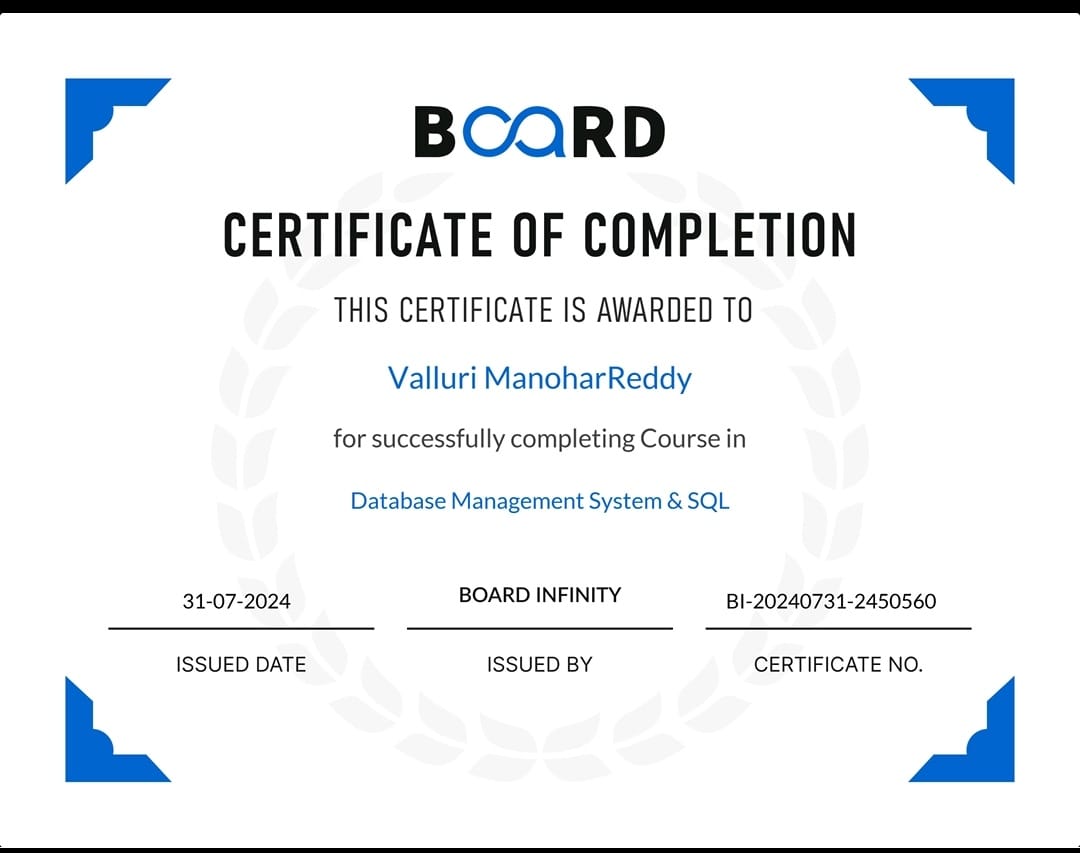 BOARD
CERTIFICATE OF COMPLETION
THIS CERTIFICATE IS AWARDED TO
Valluri ManoharReddy
for successfully completing Course in
Database Management System & SQL
31-07-2024
BOARD INFINITY
BI-20240731-2450560
ISSUED DATE
ISSUED BY
CERTIFICATE NO.